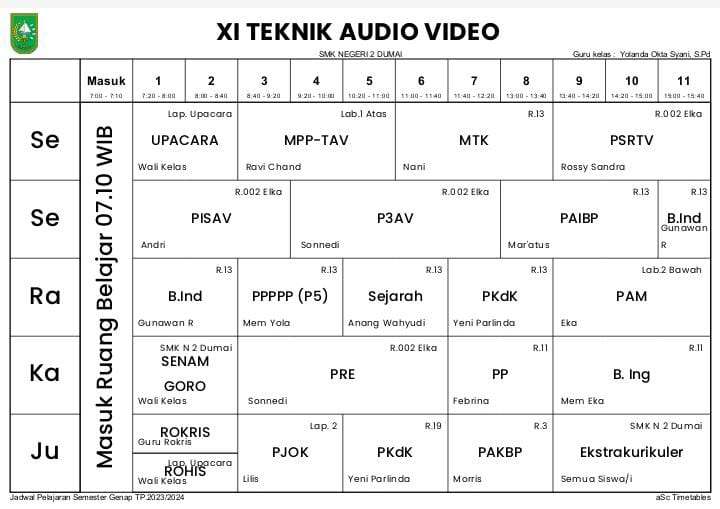 XI TEKNIK AUDIO VIDEO
SMK NEGERI 2 DUMAI
Guru kelas : Yolanda Okta Syani, S.Pd
Masuk 1 2 3 4 5 6 7 8 9 10 11
7:00 - 7:10 7:20 - 8:00 8:00 - 8:40 8:40 - 9:20 9:20 - 10:00 10:20 - 11:00 11:00 - 11:40 11:40 - 12:20 13:00 - 13:40 13:40 - 14:20 14:20 - 15:00 15:00 - 15:40
Masuk Ruang Belajar 07.10 WIB
Lap. Upacara Lab.1 Atas R.13 R.002 Elka
Se UPACARA MPP-TAV MTK PSRTV
Wali Kelas Ravi Chand Nani Rossy Sandra
R.002 Elka R.002 Elka R.13 R.13
Se PISAV P3AV PAIBP B.Ind
Andri Sonnedi Mar'atus Gunawan R
R.13 R.13 R.13 R.13 Lab.2 Bawah
Ra B.Ind PPPPP (P5) Sejarah PKdK PAM
Gunawan R Mem Yola Anang Wahyudi Yeni Parlinda Eka
SMK N 2 Dumai R.002 Elka R.11 R.11
Ka SENAM GORO PRE PP B. Ing
Wali Kelas Sonnedi Febrina Mem Eka
Lap. 2 R.19 R.3 SMK N 2 Dumai
ROKRIS
Guru Rokris
Ju PJOK PKdK PAKBP Ekstrakurikuler
Lap. Upacara
ROHIS
Wali Kelas Lilis Yeni Parlinda Morris Semua Siswa/i
Jadwal Pelajaran Semester Genap TP.2023/2024
aSc Timetables